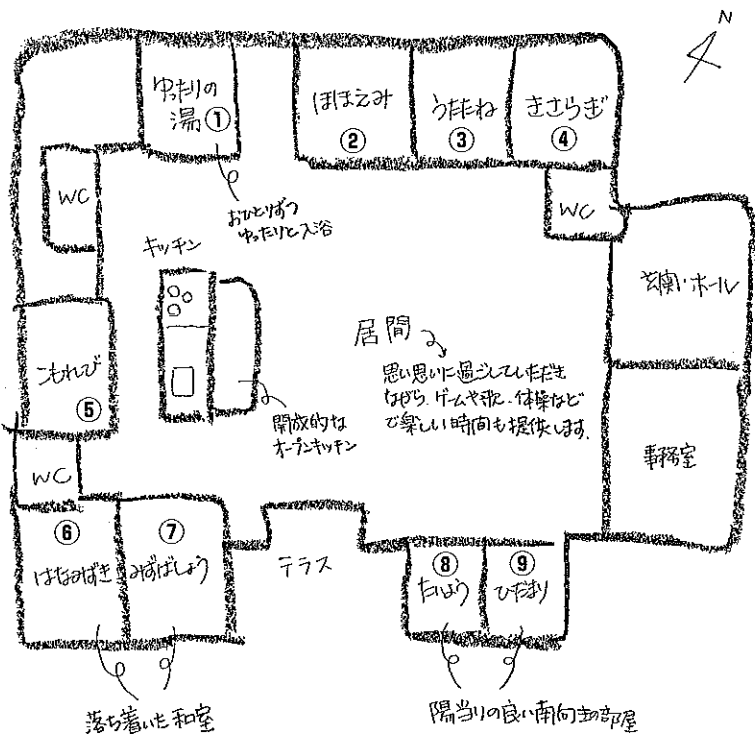 N
ゆったりの
湯①
ほほえみ
②
うたたね
③
きさらぎ
④
WC
おひとりずつ
ゆったりと入浴
WC
キッチン
玄関・ホール
居間
思い思いに過ごしていただき
ながら、ゲームや歌、体操など
で楽しい時間も提供します。
こもれび
⑤
開放的な
オープンキッチン
事務室
WC
⑥
はなみずき
⑦
みずばしょう
テラス
⑧
たいよう
⑨
ひだまり
落ち着いた和室
陽当りの良い南向きの部屋